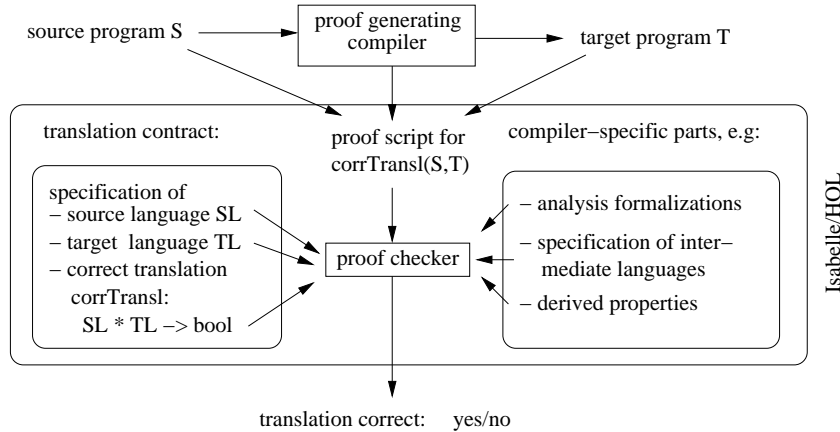 source program S
proof generating
compiler
target program T
translation contract:
proof script for
corrTransl(S,T)
compiler–specific parts, e.g:
specification of
– source language SL
– target language TL
– correct translation
corrTransl:
SL * TL –> bool
proof checker
– analysis formalizations
– specification of inter–
mediate languages
– derived properties
Isabelle/HOL
translation correct: yes/no